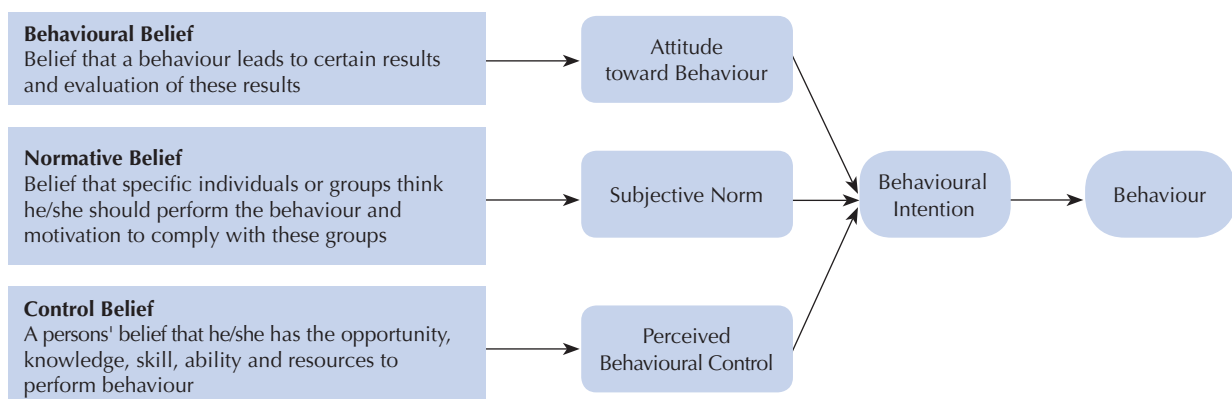 Behavioural Belief
Belief that a behaviour leads to certain results
and evaluation of these results
Attitude
toward Behaviour
Normative Belief
Belief that specific individuals or groups think
he/she should perform the behaviour and
motivation to comply with these groups
Subjective Norm
Behavioural
Intention
Behaviour
Control Belief
A persons' belief that he/she has the opportunity,
knowledge, skill, ability and resources to
perform behaviour
Perceived
Behavioural Control